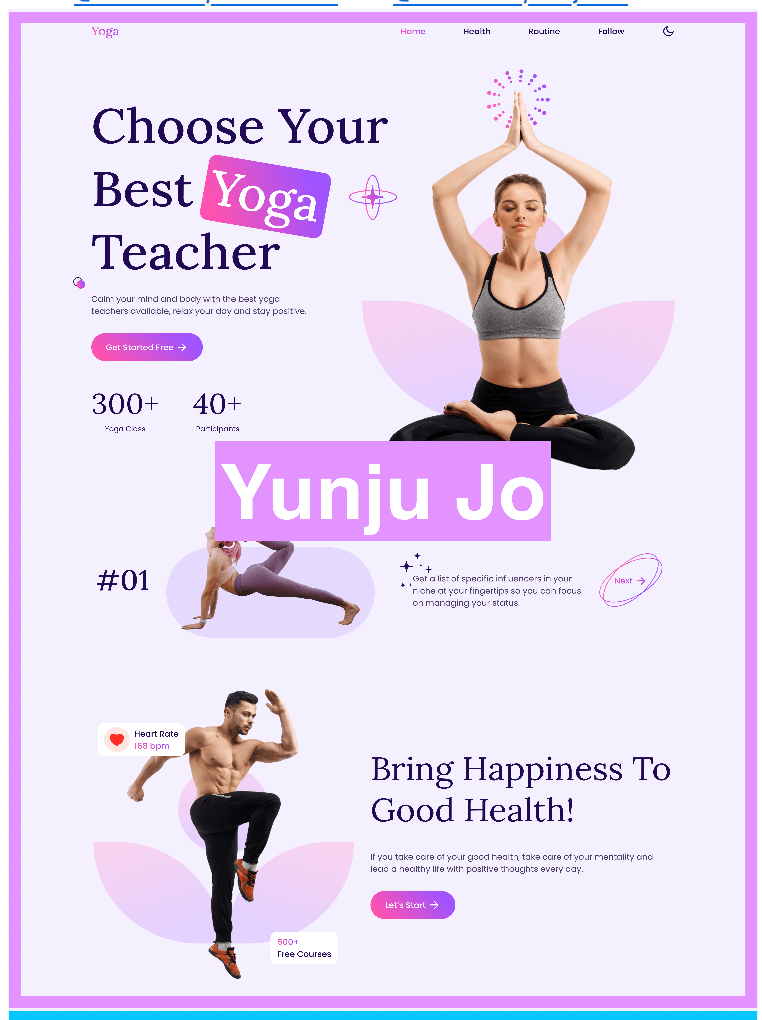 Yoga
Home Health Routine Follow
Choose Your
Best Yoga
Teacher
Calm your mind and body with the best yoga
teachers available, relax your day and stay positive.
Get Started Free
300+ 40+
Yoga Class Participants
Yunju Jo
#01
Get a list of specific influencers in your
niche at your fingertips so you can focus
on managing your status.
Next
Heart Rate
168 bpm
Bring Happiness To
Good Health!
If you take care of your good health, take care of your mentality and
lead a healthy life with positive thoughts every day.
Let's Start
500+
Free Courses